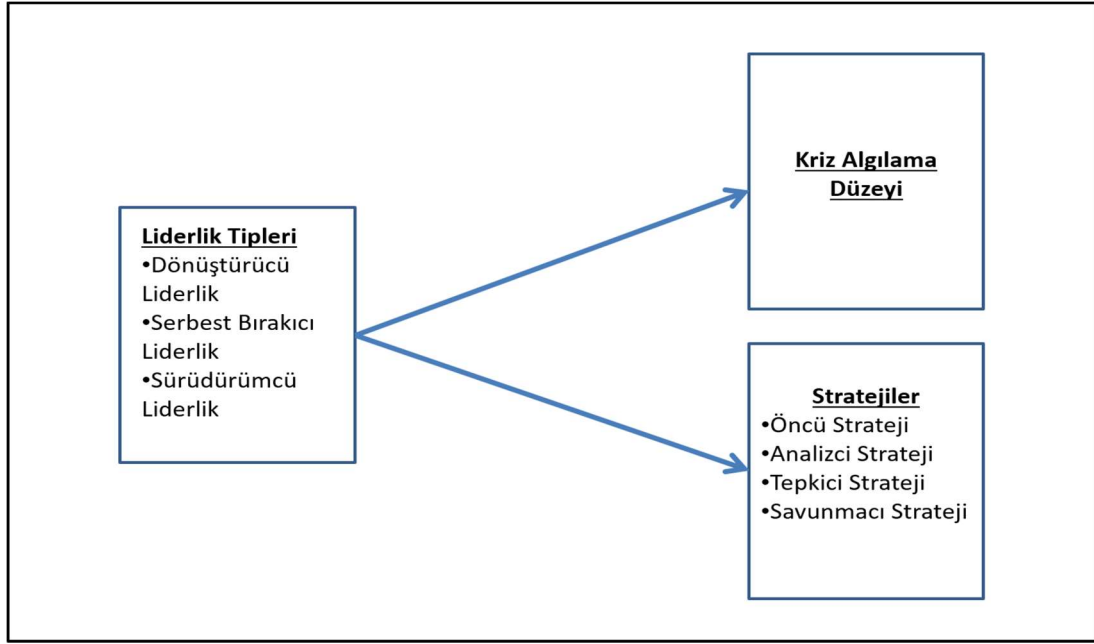 Liderlik Tipleri
•Dönüştürücü
Liderlik
•Serbest Bırakıcı
Liderlik
•Sürüdürümcü
Liderlik
Kriz Algılama
Düzeyi
Stratejiler
•Öncü Strateji
•Analizci Strateji
•Tepkici Strateji
•Savunmacı Strateji